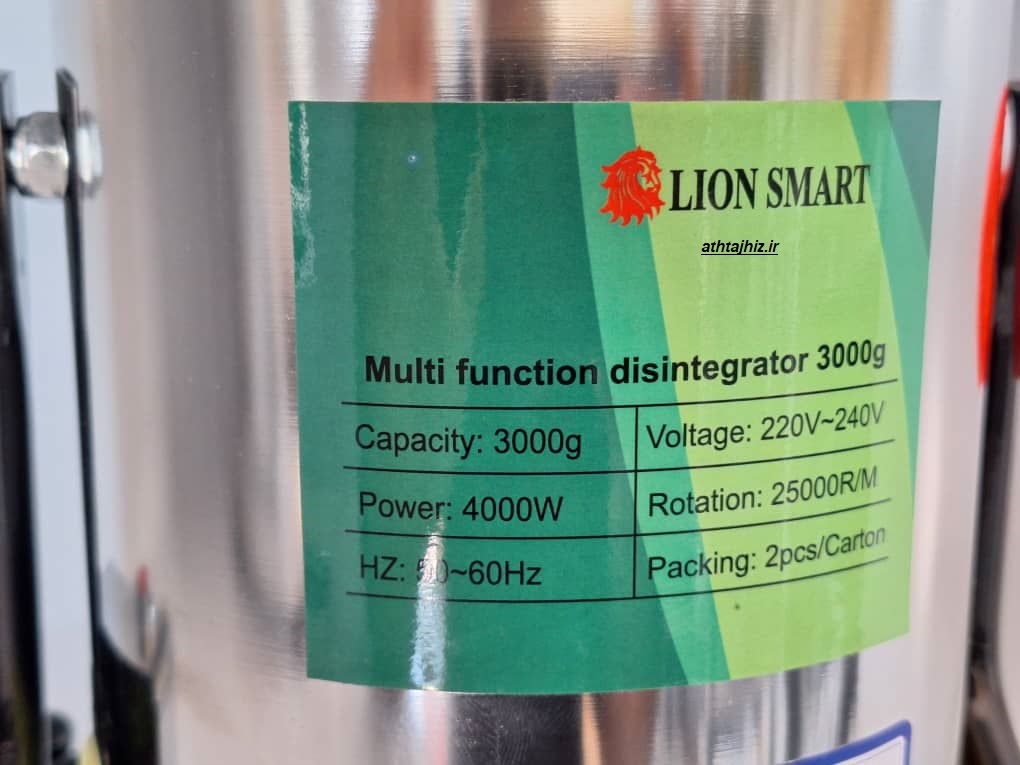 LION SMART
athtajhiz.ir
Multi function disintegrator 3000g
Capacity: 3000g
Voltage: 220V~240V
Power: 4000W
Rotation: 25000R/M
HZ: 50~60Hz
Packing: 2pcs/Carton